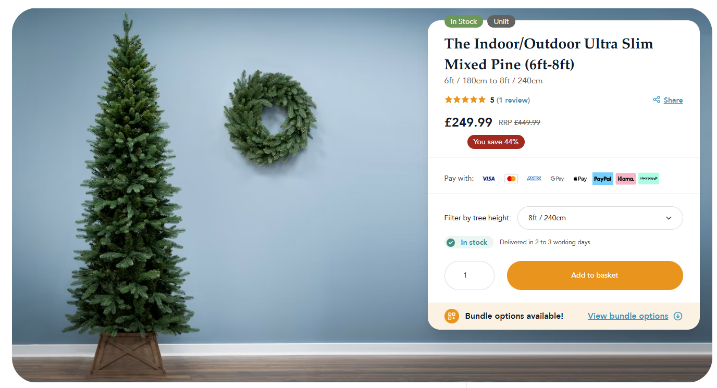 In Stock
Unlit
The Indoor/Outdoor Ultra Slim
Mixed Pine (6ft-8ft)
6ft / 180cm to 8ft / 240cm
5 (1 review)
Share
£249.99 RRP £449.99
You save 44%
Pay with: VISA G Pay Pay PayPal Klarna.
Filter by tree height: 8ft / 240cm
In stock Delivered in 2 to 3 working days
1 Add to basket
Bundle options available! View bundle options